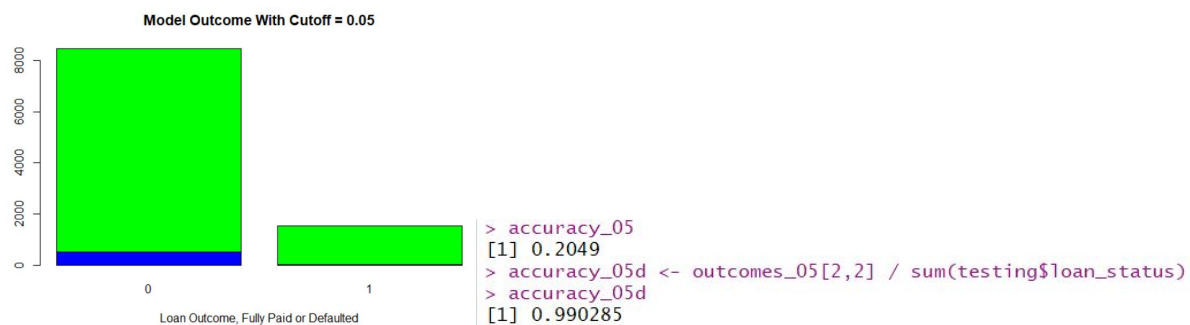 Model Outcome With Cutoff = 0.05
8000
6000
4000
2000
0
0 1
Loan Outcome, Fully Paid or Defaulted
> accuracy_05
[1] 0.2049
> accuracy_05d <- outcomes_05[2,2] / sum(testing$loan_status)
> accuracy_05d
[1] 0.990285